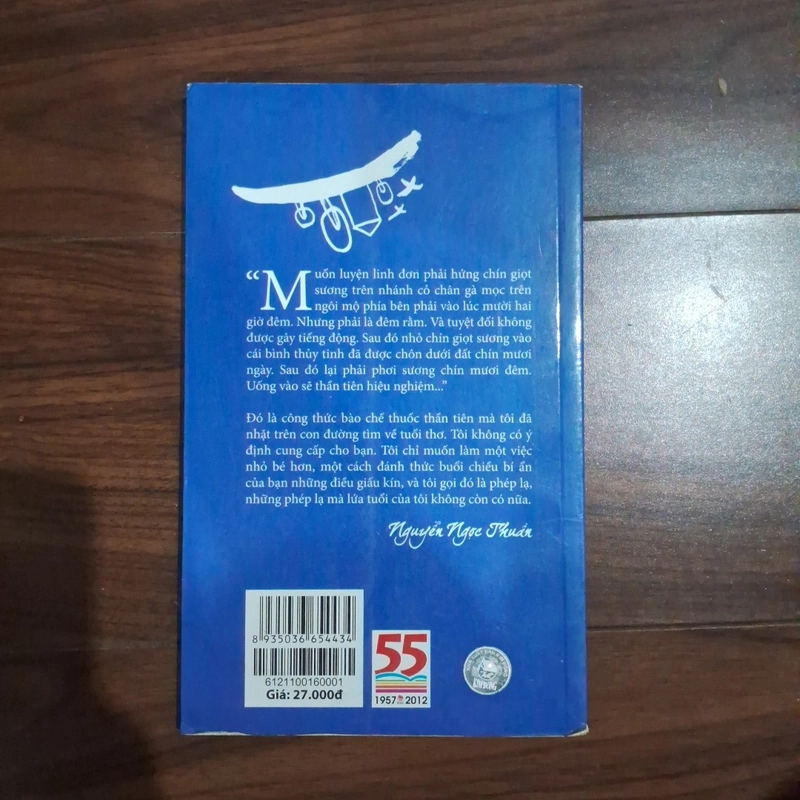 “Muốn luyện linh đơn phải hứng chín giọt
sương trên nhánh cỏ chân gà mọc trên
ngôi mộ phía bên phải vào lúc mười hai
giờ đêm. Nhưng phải là đêm rằm. Và tuyệt đối không
được gây tiếng động. Sau đó nhỏ chín giọt sương vào
cái bình thủy tinh đã được chôn dưới đất chín mươi
ngày. Sau đó lại phải phơi sương chín mươi đêm.
Uống vào sẽ thần tiên hiệu nghiệm...”
Đó là công thức bào chế thuốc thần tiên mà tôi đã
nhặt trên con đường tìm về tuổi thơ. Tôi không có ý
định cung cấp cho bạn. Tôi chỉ muốn làm một việc
nhỏ bé hơn, một cách đánh thức buổi chiều bí ẩn
của bạn những điều giấu kín, và tôi gọi đó là phép lạ,
những phép lạ mà lứa tuổi của tôi không còn có nữa.
Nguyễn Ngọc Thuần
8 935036 654434
6121100160001
Giá: 27.000đ
55
1957 2012
KIM ĐỒNG